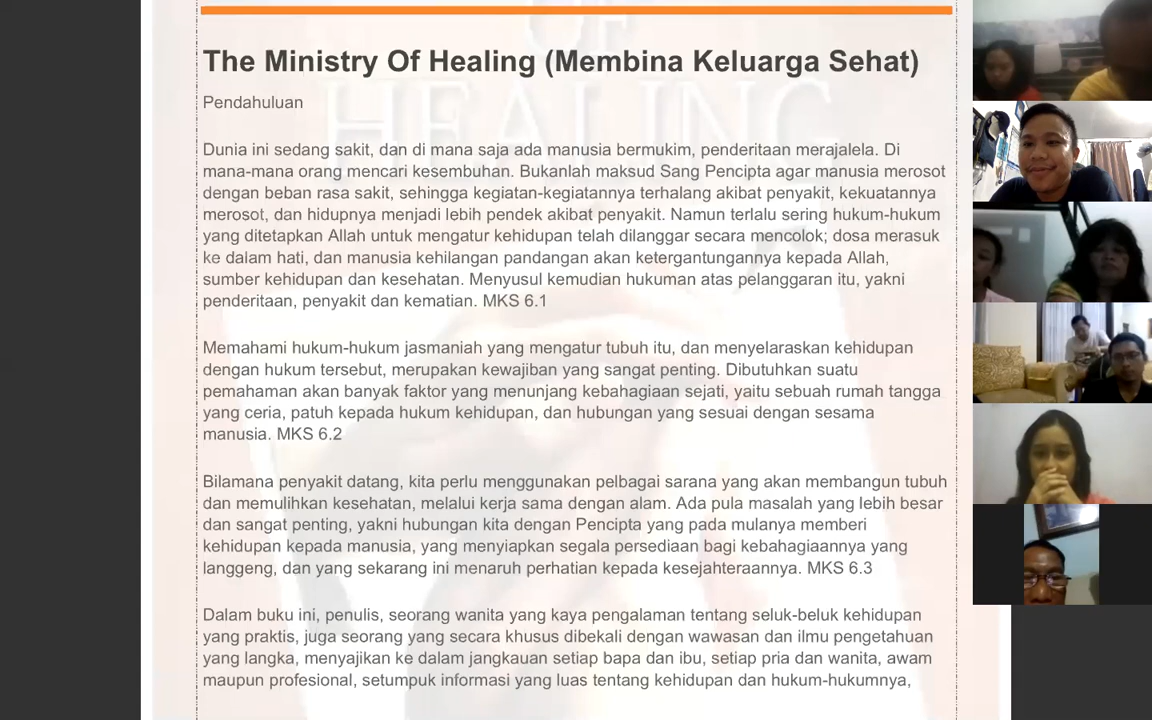 OF
HEALING
The Ministry Of Healing (Membina Keluarga Sehat)
Pendahuluan
Dunia ini sedang sakit, dan di mana saja ada manusia bermukim, penderitaan merajalela. Di
mana-mana orang mencari kesembuhan. Bukanlah maksud Sang Pencipta agar manusia merosot
dengan beban rasa sakit, sehingga kegiatan-kegiatannya terhalang akibat penyakit, kekuatannya
merosot, dan hidupnya menjadi lebih pendek akibat penyakit. Namun terlalu sering hukum-hukum
yang ditetapkan Allah untuk mengatur kehidupan telah dilanggar secara mencolok; dosa merasuk
ke dalam hati, dan manusia kehilangan pandangan akan ketergantungannya kepada Allah,
sumber kehidupan dan kesehatan. Menyusul kemudian hukuman atas pelanggaran itu, yakni
penderitaan, penyakit dan kematian. MKS 6.1
Memahami hukum-hukum jasmaniah yang mengatur tubuh itu, dan menyelaraskan kehidupan
dengan hukum tersebut, merupakan kewajiban yang sangat penting. Dibutuhkan suatu
pemahaman akan banyak faktor yang menunjang kebahagiaan sejati, yaitu sebuah rumah tangga
yang ceria, patuh kepada hukum kehidupan, dan hubungan yang sesuai dengan sesama
manusia. MKS 6.2
Bilamana penyakit datang, kita perlu menggunakan pelbagai sarana yang akan membangun tubuh
dan memulihkan kesehatan, melalui kerja sama dengan alam. Ada pula masalah yang lebih besar
dan sangat penting, yakni hubungan kita dengan Pencipta yang pada mulanya memberi
kehidupan kepada manusia, yang menyiapkan segala persediaan bagi kebahagiaannya yang
langgeng, dan yang sekarang ini menaruh perhatian kepada kesejahteraannya. MKS 6.3
Dalam buku ini, penulis, seorang wanita yang kaya pengalaman tentang seluk-beluk kehidupan
yang praktis, juga seorang yang secara khusus dibekali dengan wawasan dan ilmu pengetahuan
yang langka, menyajikan ke dalam jangkauan setiap bapa dan ibu, setiap pria dan wanita, awam
maupun profesional, setumpuk informasi yang luas tentang kehidupan dan hukum-hukumnya,